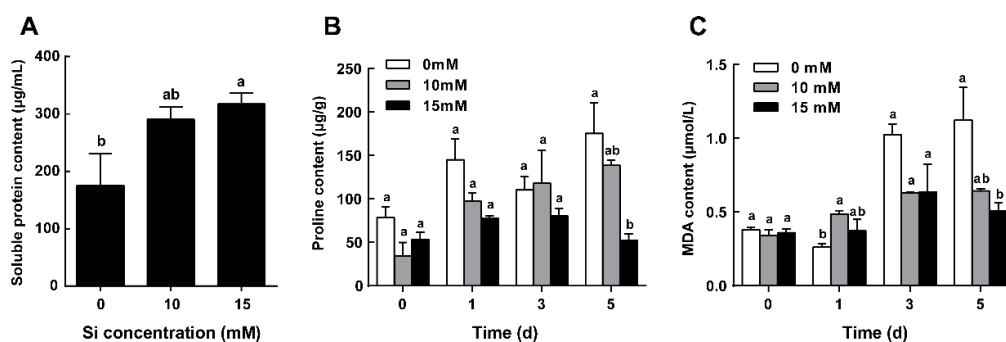 A
Soluble protein content (µg/mL)
400
300
200
100
0
b
ab
a
0
10
15
Si concentration (mM)
B
0mM
10mM
15mM
Proline content (µg/g)
250
200
150
100
50
0
a
a
a
a
a
a
a
a
a
a
ab
b
0
1
3
5
Time (d)
C
0 mM
10 mM
15 mM
MDA content (µmol/L)
1.5
1.0
0.5
0.0
a
a
a
b
a
ab
a
a
a
a
ab
b
0
1
3
5
Time (d)